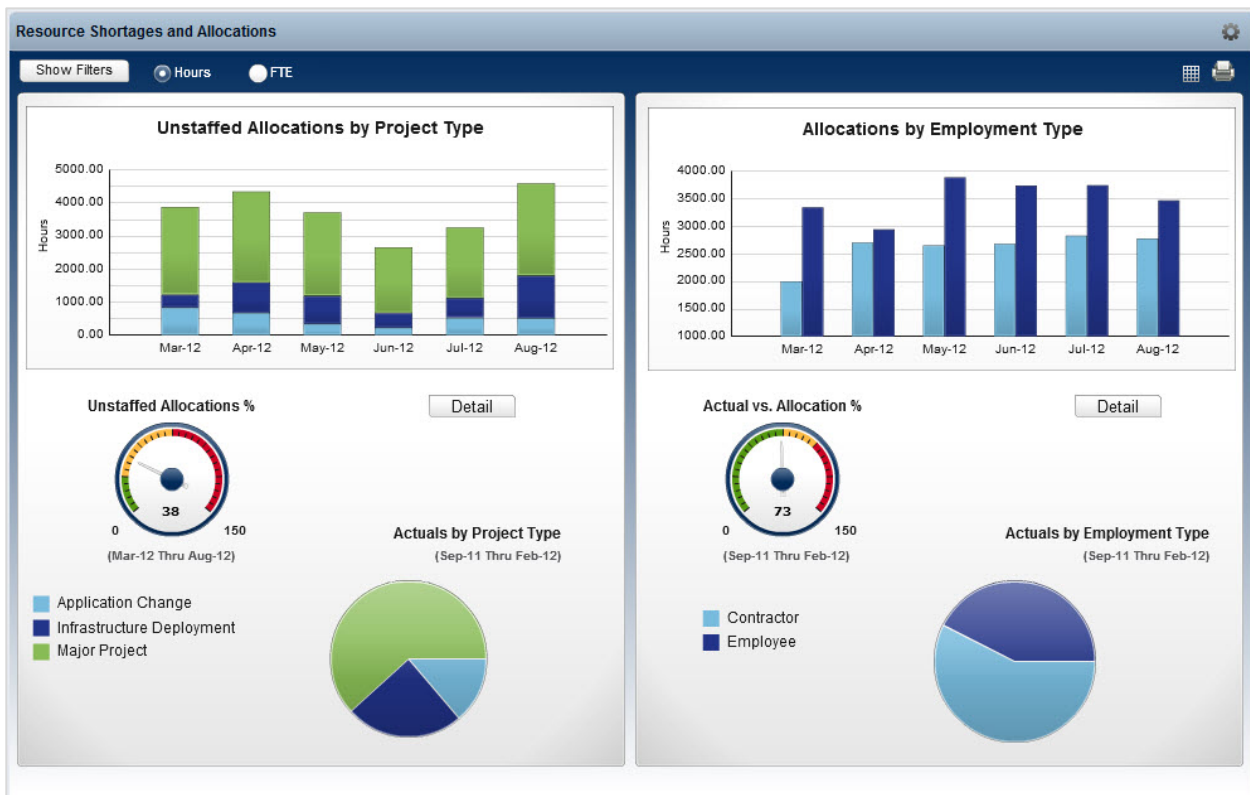 Resource Shortages and Allocations
Show Filters
Hours
FTE
Unstaffed Allocations by Project Type
Hours
5000.00
4000.00
3000.00
2000.00
1000.00
0.00
Mar-12 Apr-12 May-12 Jun-12 Jul-12 Aug-12
Unstaffed Allocations %
Detail
38
0 150
(Mar-12 Thru Aug-12)
Actuals by Project Type
(Sep-11 Thru Feb-12)
Application Change
Infrastructure Deployment
Major Project
Allocations by Employment Type
Hours
4000.00
3500.00
3000.00
2500.00
2000.00
1500.00
1000.00
Mar-12 Apr-12 May-12 Jun-12 Jul-12 Aug-12
Actual vs. Allocation %
Detail
73
0 150
(Sep-11 Thru Feb-12)
Actuals by Employment Type
(Sep-11 Thru Feb-12)
Contractor
Employee